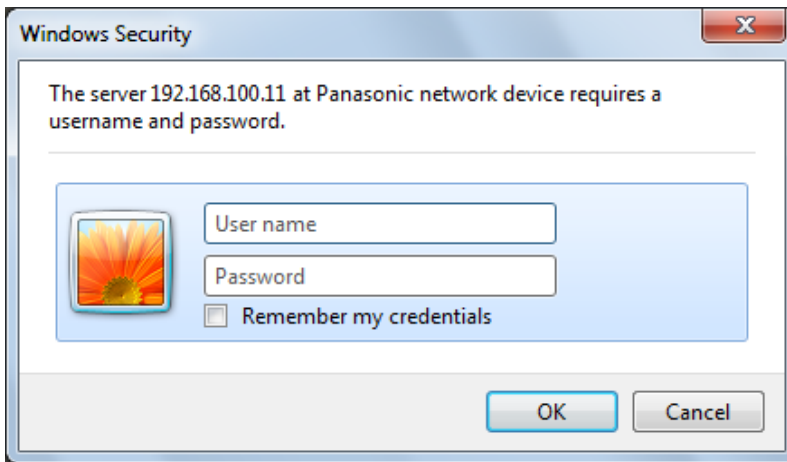 Windows Security
The server 192.168.100.11 at Panasonic network device requires a
username and password.
User name
Password
Remember my credentials
OK
Cancel